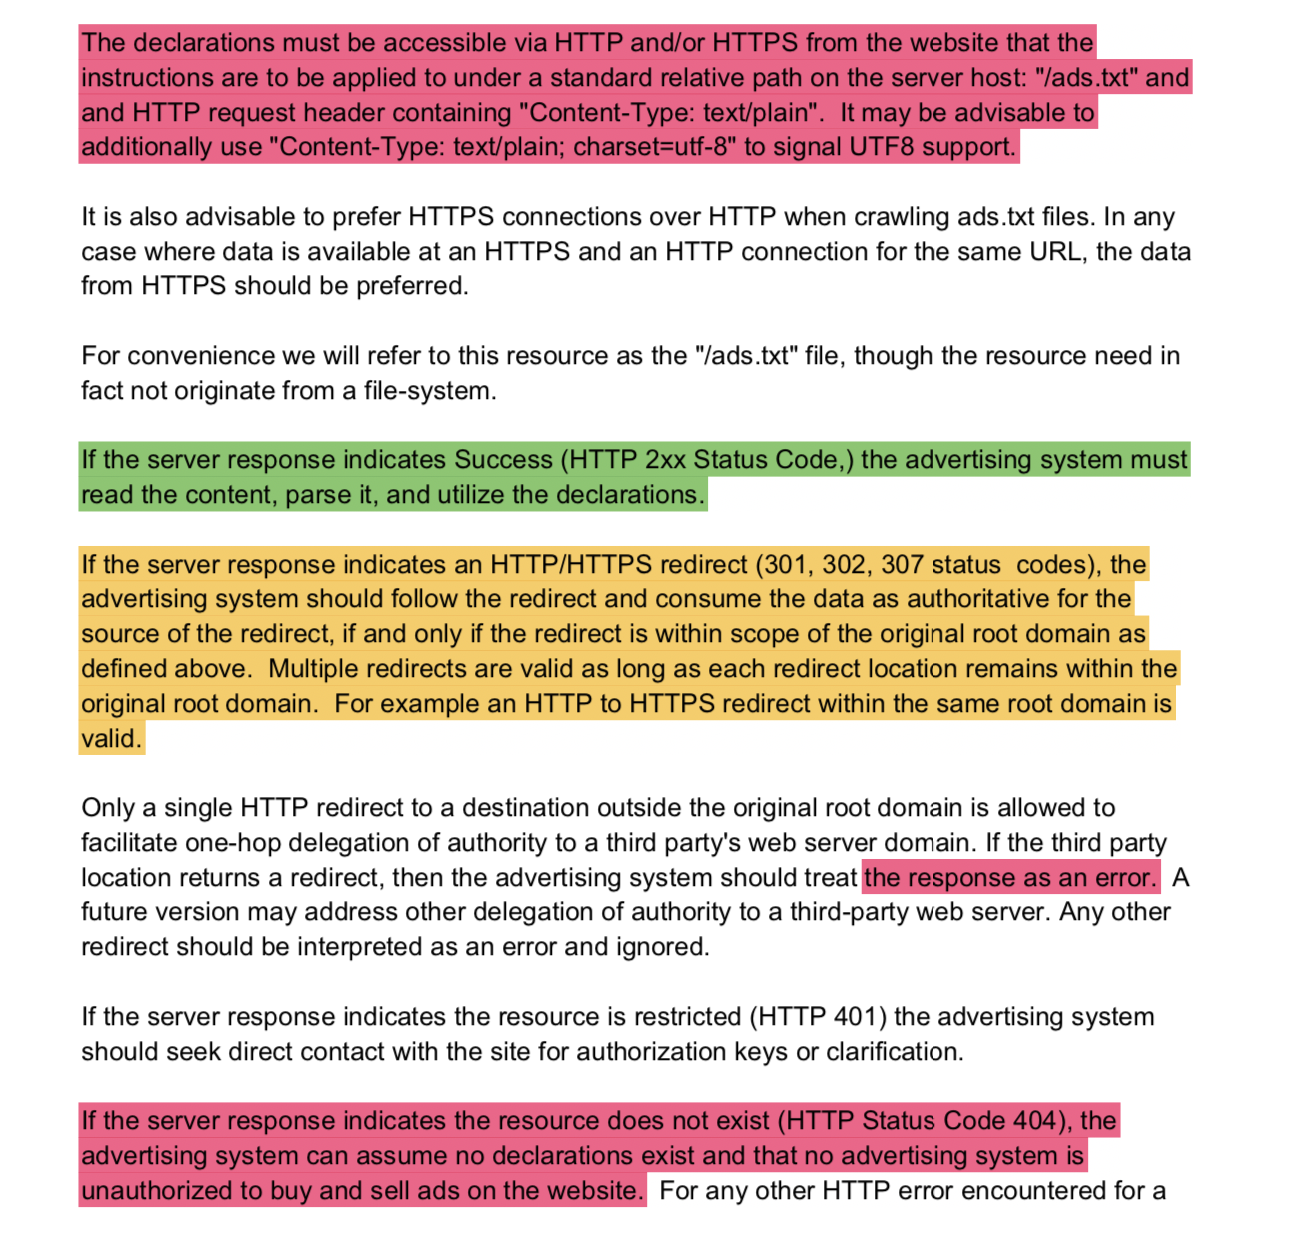 The declarations must be accessible via HTTP and/or HTTPS from the website that the
instructions are to be applied to under a standard relative path on the server host: "/ads.txt" and
and HTTP request header containing "Content-Type: text/plain".  It may be advisable to
additionally use "Content-Type: text/plain; charset=utf-8" to signal UTF8 support.
It is also advisable to prefer HTTPS connections over HTTP when crawling ads.txt files. In any
case where data is available at an HTTPS and an HTTP connection for the same URL, the data
from HTTPS should be preferred.
For convenience we will refer to this resource as the "/ads.txt" file, though the resource need in
fact not originate from a file-system.
If the server response indicates Success (HTTP 2xx Status Code,) the advertising system must
read the content, parse it, and utilize the declarations.
If the server response indicates an HTTP/HTTPS redirect (301, 302, 307 status  codes), the
advertising system should follow the redirect and consume the data as authoritative for the
source of the redirect, if and only if the redirect is within scope of the original root domain as
defined above.  Multiple redirects are valid as long as each redirect location remains within the
original root domain.  For example an HTTP to HTTPS redirect within the same root domain is
valid.
Only a single HTTP redirect to a destination outside the original root domain is allowed to
facilitate one-hop delegation of authority to a third party's web server domain. If the third party
location returns a redirect, then the advertising system should treat the response as an error.  A
future version may address other delegation of authority to a third-party web server. Any other
redirect should be interpreted as an error and ignored.
If the server response indicates the resource is restricted (HTTP 401) the advertising system
should seek direct contact with the site for authorization keys or clarification.
If the server response indicates the resource does not exist (HTTP Status Code 404), the
advertising system can assume no declarations exist and that no advertising system is
unauthorized to buy and sell ads on the website.  For any other HTTP error encountered for a